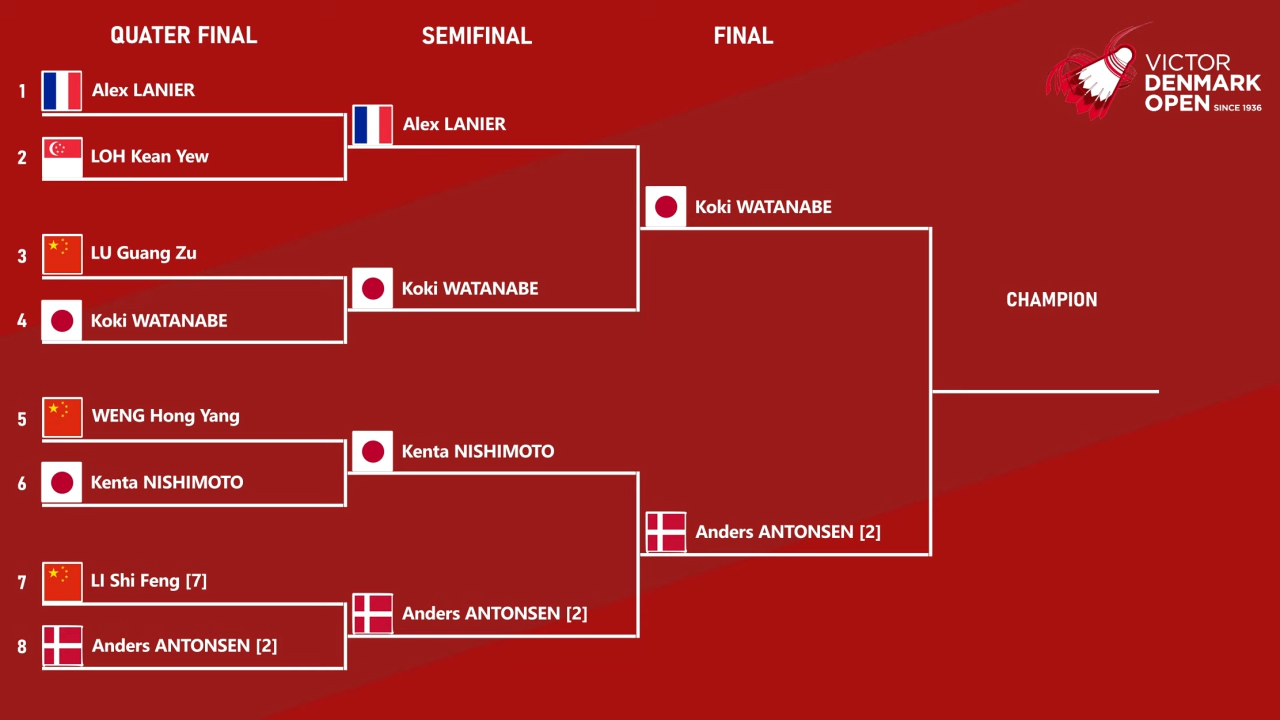 QUATER FINAL
SEMIFINAL
FINAL
VICTOR
DENMARK
OPEN SINCE 1936
1 Alex LANIER
2 LOH Kean Yew
Alex LANIER
3 LU Guang Zu
4 Koki WATANABE
Koki WATANABE
Koki WATANABE
5 WENG Hong Yang
6 Kenta NISHIMOTO
Kenta NISHIMOTO
7 LI Shi Feng [7]
8 Anders ANTONSEN [2]
Anders ANTONSEN [2]
Anders ANTONSEN [2]
CHAMPION